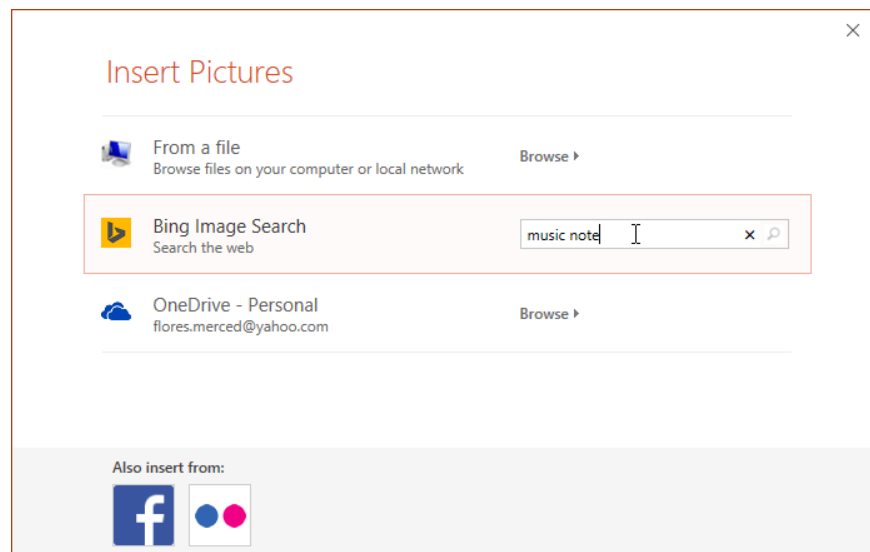 Insert Pictures
From a file
Browse files on your computer or local network
Browse
Bing Image Search
Search the web
music note
OneDrive - Personal
flores.merced@yahoo.com
Browse
Also insert from: